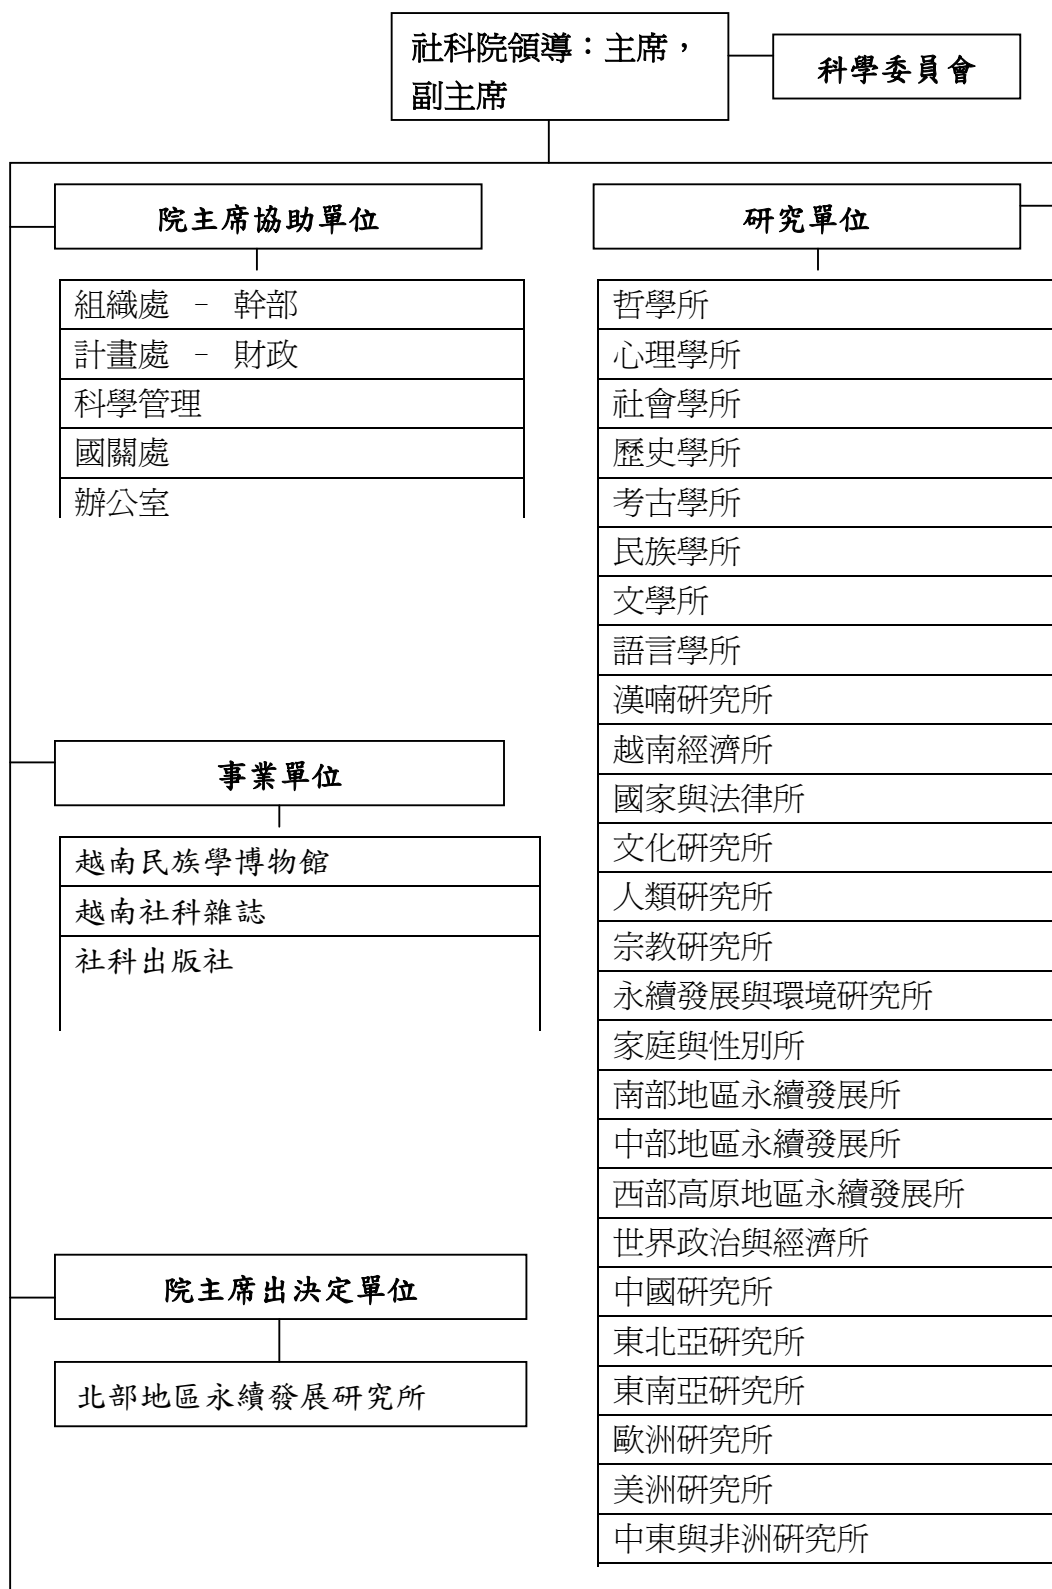 社科院領導：主席，
副主席
科學委員會
院主席協助單位
組織處 - 幹部
計畫處 - 財政
科學管理
國關處
辦公室
事業單位
越南民族學博物館
越南社科雜誌
社科出版社
院主席出決定單位
北部地區永續發展研究所
研究單位
哲學所
心理學所
社會學所
歷史學所
考古學所
民族學所
文學所
語言學所
漢喃研究所
越南經濟所
國家與法律所
文化研究所
人類研究所
宗教研究所
永續發展與環境研究所
家庭與性別所
南部地區永續發展所
中部地區永續發展所
西部高原地區永續發展所
世界政治與經濟所
中國研究所
東北亞研究所
東南亞研究所
歐洲研究所
美洲研究所
中東與非洲研究所